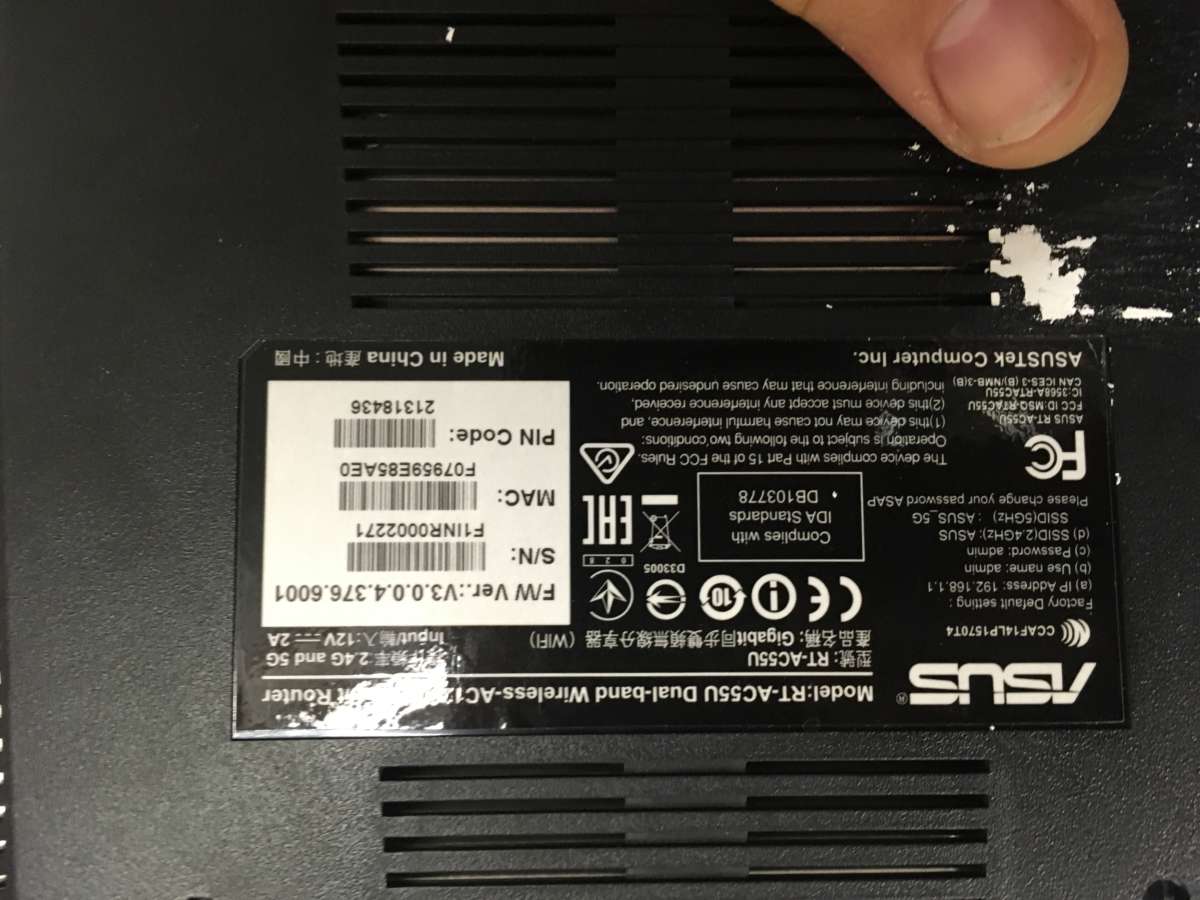 ASUS®
Model:RT-AC55U Dual-band Wireless-AC Router
型號: RT-AC55U
產品名稱: Gigabit同步雙頻無線分享器 (WiFi)
頻率: 2.4G and 5G
Input/輸入:12V⎓2A
CCAF14LP1570T4
Factory Default setting :
(a) IP Address: 192.168.1.1
(b) Use name: admin
(c) Password: admin
(d) SSID(2.4GHz): ASUS
SSID(5GHz) : ASUS_5G
Please change your password ASAP
10
D33005
028
Complies with
IDA Standards
• DB103778
EAC
FC
ASUS RT-AC55U
FCC ID:MSQ-RTAC55U
IC:3568A-RTAC55U
CAN ICES-3 (B)/NMB-3(B)
The device complies with Part 15 of the FCC Rules.
Operation is subject to the following two conditions:
(1)this device may not cause harmful interference, and
(2)this device must accept any interference received,
including interference that may cause undesired operation.
F/W Ver.:V3.0.0.4.376.6001
S/N:
F1INR0002271
MAC:
F07959E85AE0
PIN Code:
21318436
ASUSTek Computer Inc.
Made in China 產地 : 中國